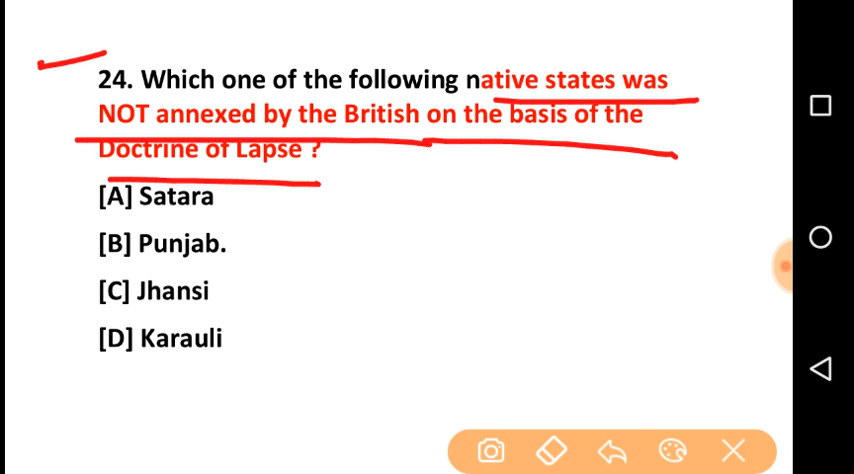 24. Which one of the following native states was
NOT annexed by the British on the basis of the
Doctrine of Lapse ?
[A] Satara
[B] Punjab.
[C] Jhansi
[D] Karauli